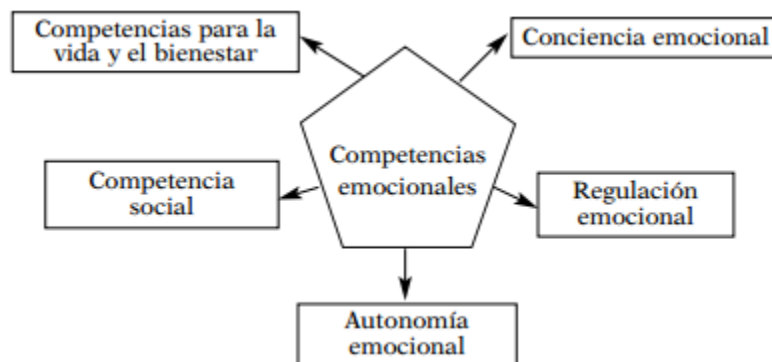 Competencias para la
vida y el bienestar
Conciencia emocional
Competencias
emocionales
Competencia
social
Regulación
emocional
Autonomía
emocional